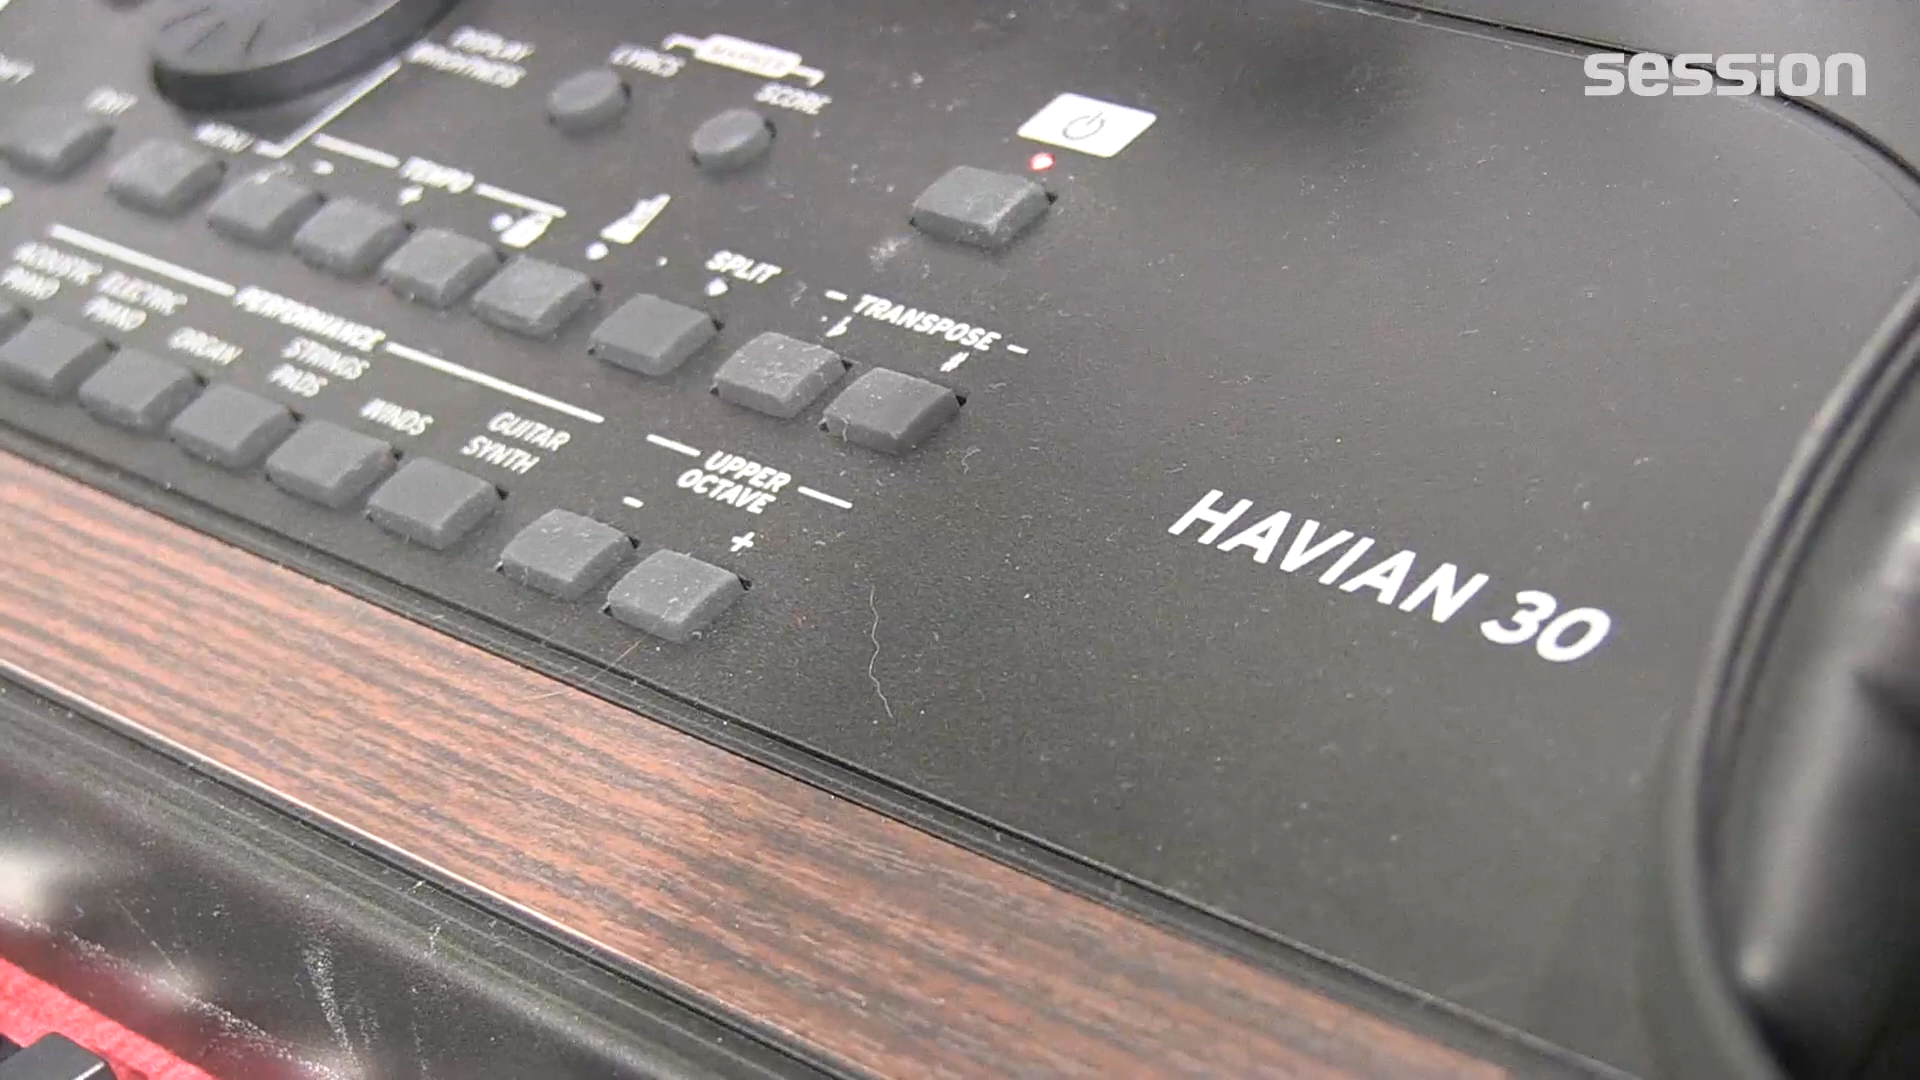 session
DISPLAY
BRIGHTNESS
LYRICS
MARKER
SCORE
EXIT
MENU
TEMPO
+
SPLIT
- TRANSPOSE -
♭
#
PERFORMANCE
ACOUSTIC
PIANO
ELECTRIC
PIANO
ORGAN
STRINGS
PADS
WINDS
GUITAR
SYNTH
UPPER
OCTAVE
-
+
HAVIAN 30